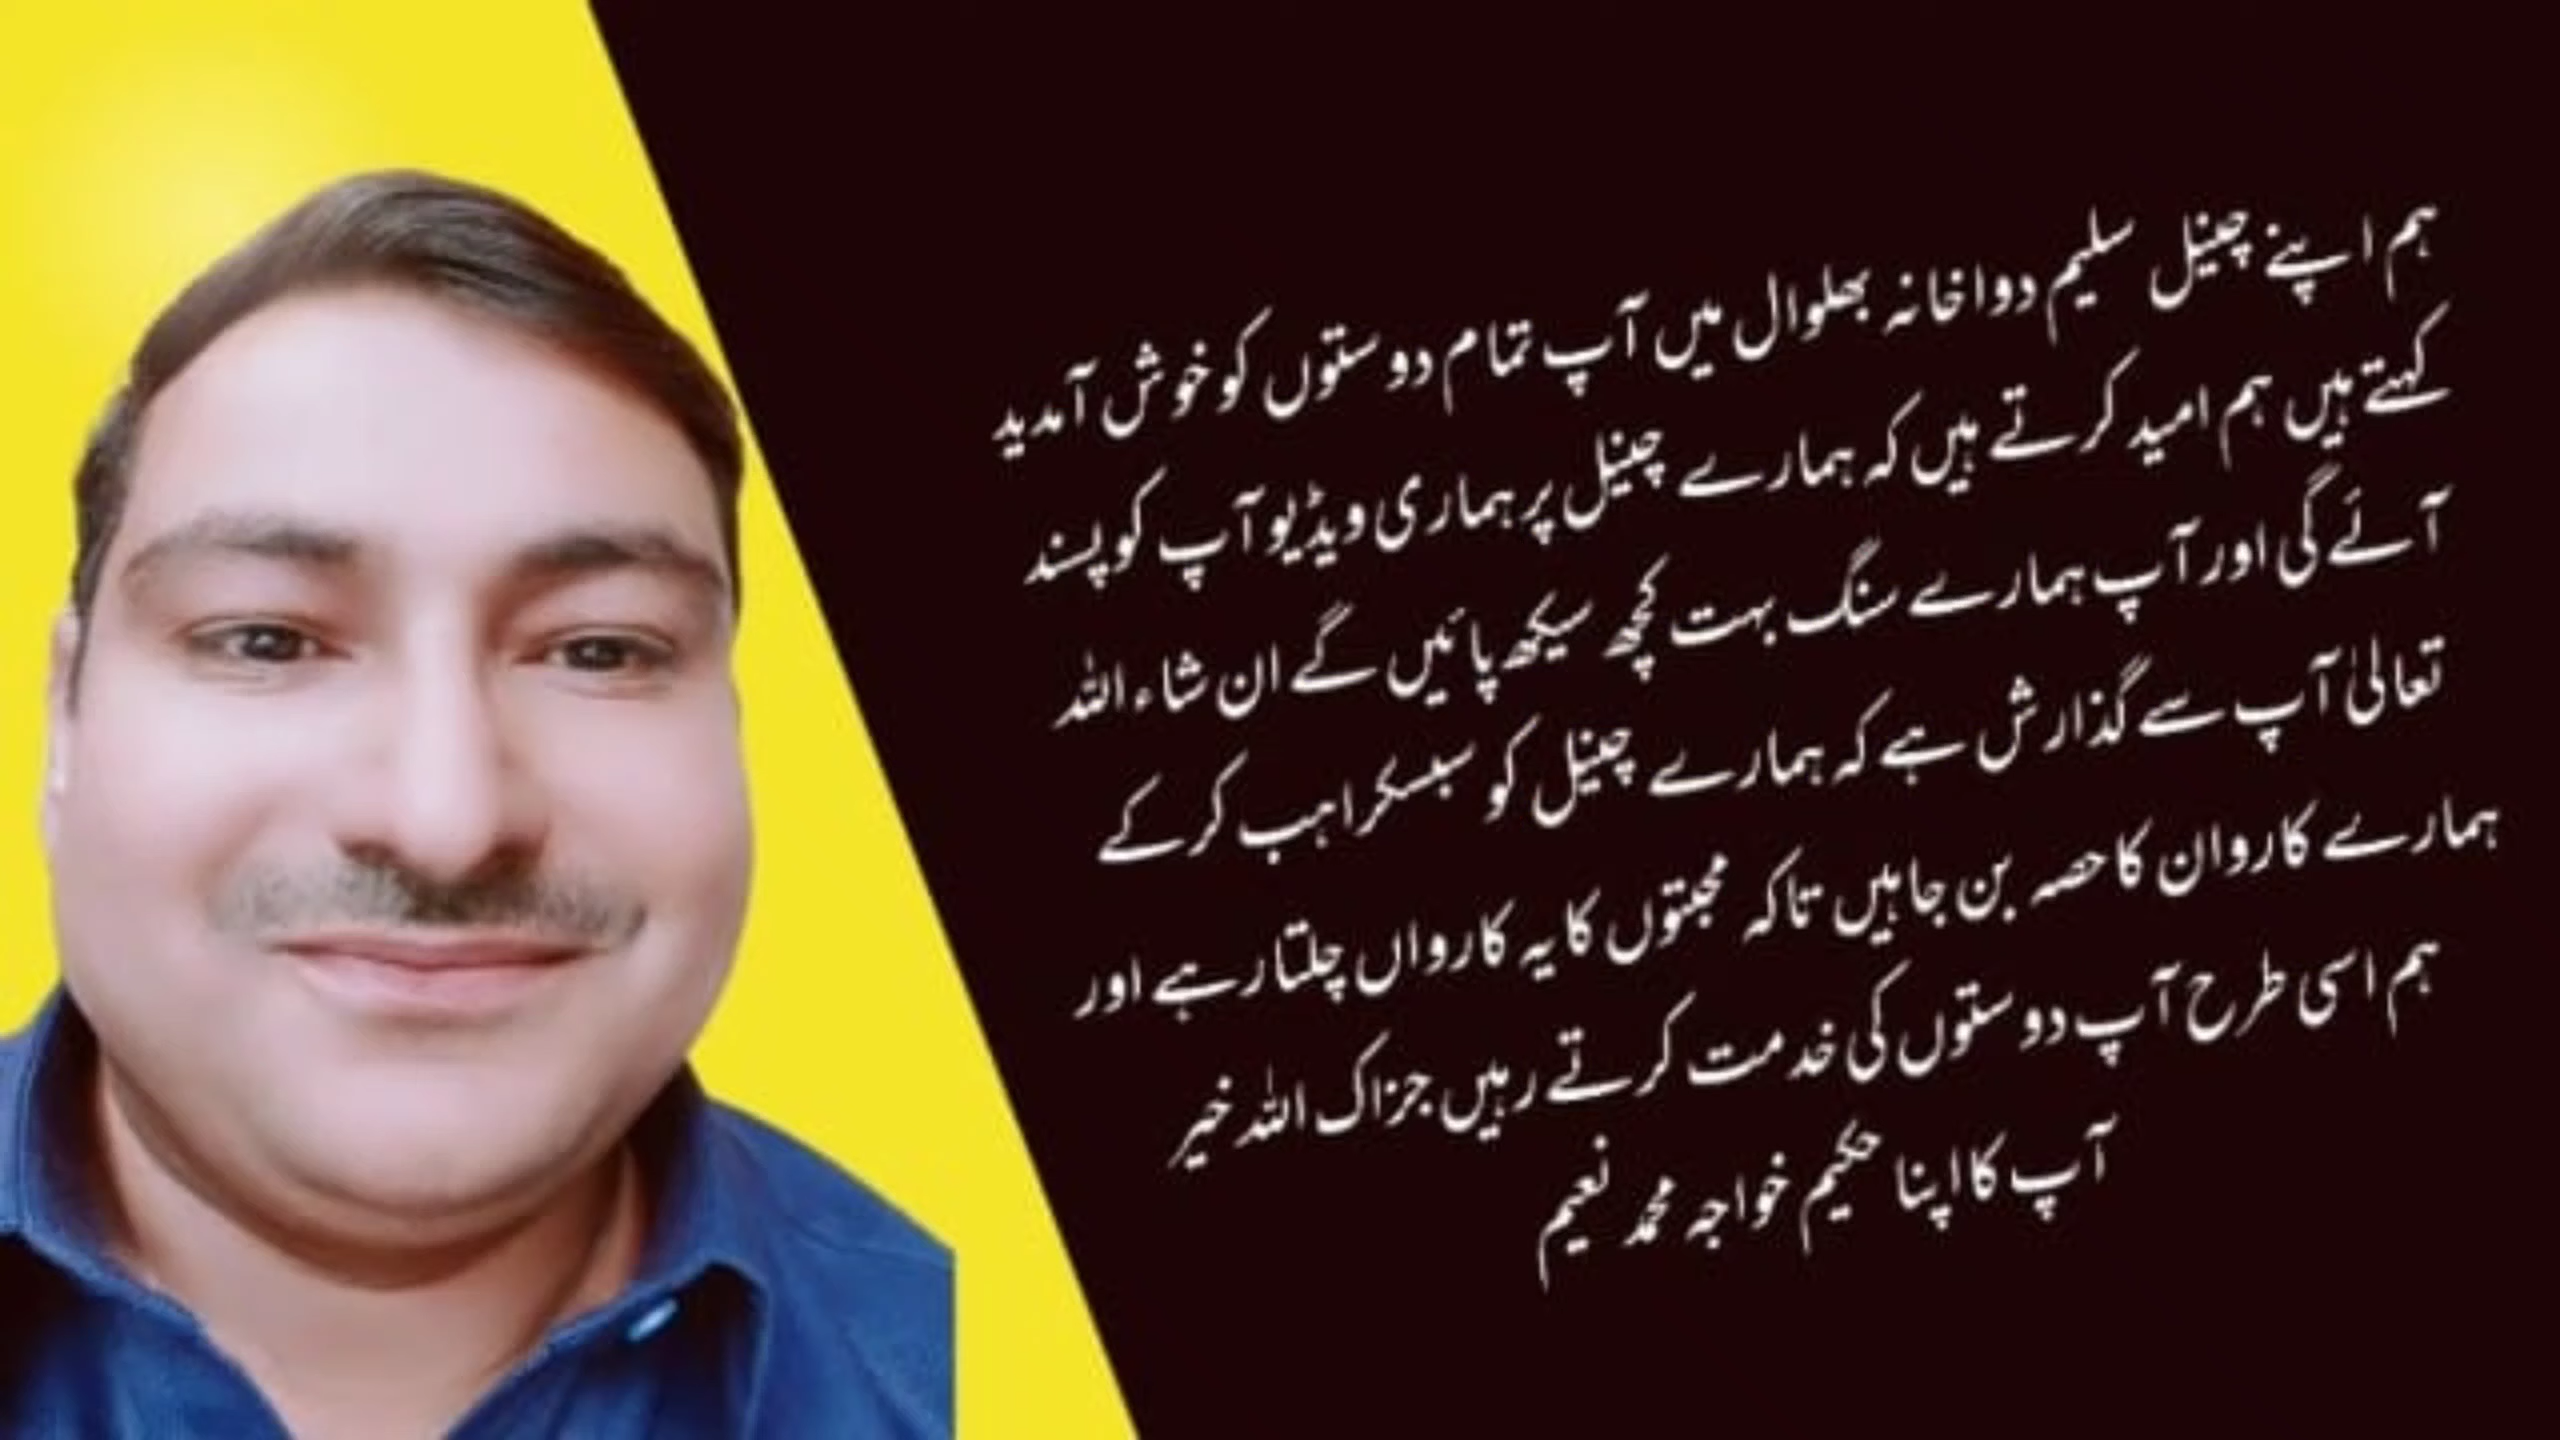 ہم اپنے چینل سلیم دواخانہ بھلوال میں آپ تمام دوستوں کو خوش آمدید
کہتے ہیں ہم امید کرتے ہیں کہ ہمارے چینل پر ہماری ویڈیو آپ کو پسند
آئے گی اور آپ ہمارے سنگ بہت کچھ سیکھ پائیں گے ان شاء اللہ
تعالیٰ آپ سے گذارش ہے کہ ہمارے چینل کو سبسکراہب کر کے
ہمارے کاروان کا حصہ بن جاہیں تاکہ محبتوں کا یہ کارواں چلتا رہے اور
ہم اسی طرح آپ دوستوں کی خدمت کرتے رہیں جزاک اللہ خیر
آپ کا اپنا حکیم خواجہ محمد نعیم